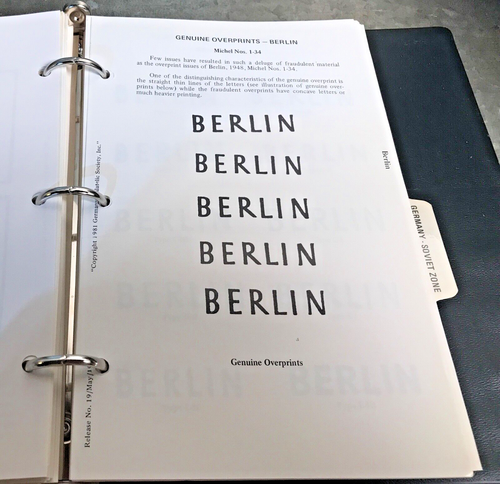 GENUINE OVERPRINTS – BERLIN
Michel Nos. 1-34
Few issues have resulted in such a deluge of fraudulent material
at the overprint issues of Berlin, 1948, Michel Nos. 1-34.
One of the distinguishing characteristics of the genuine overprint is
the straight thin lines of the letters (see illustration of genuine over-
prints below) while the fraudulent overprints have concave letters or
much heavier printing.
BERLIN
BERLIN
BERLIN
BERLIN
BERLIN
Genuine Overprints
Berlin
GERMANY - SOVIET ZONE
"Copyright 1981 Germany Philatelic Society, Inc."
Release No. 19/May/